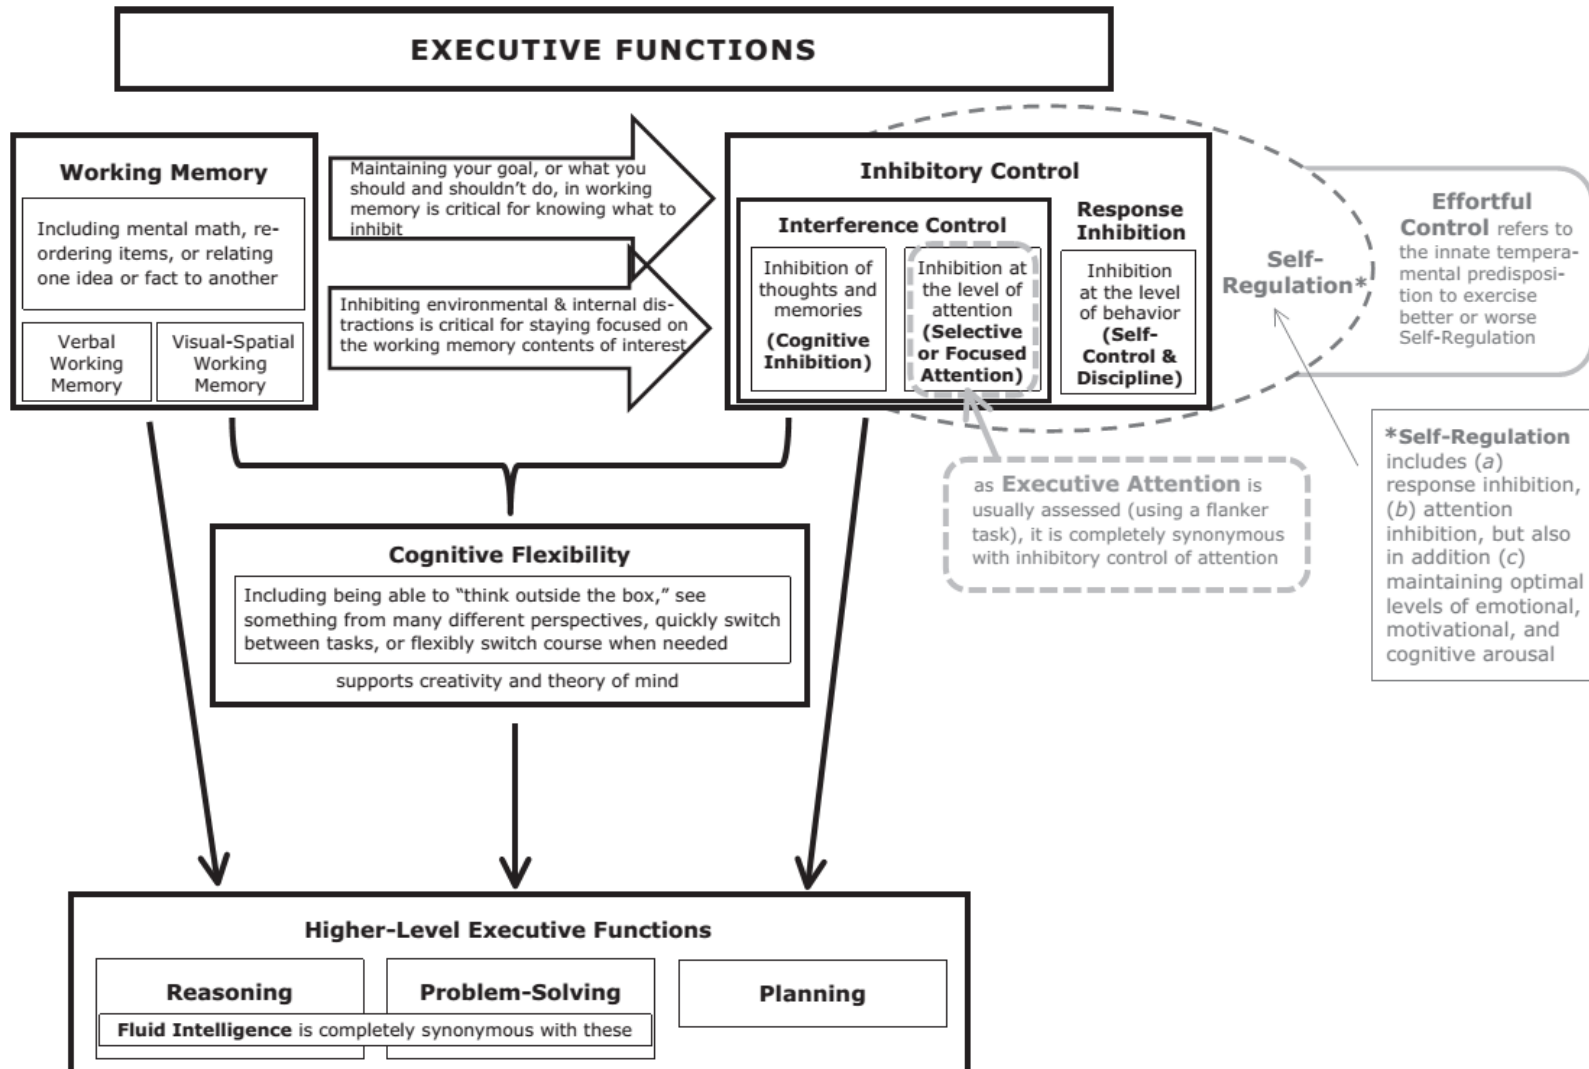 EXECUTIVE FUNCTIONS
Working Memory
Including mental math, re-
ordering items, or relating
one idea or fact to another
Verbal
Working
Memory
Visual-Spatial
Working
Memory
Maintaining your goal, or what you
should and shouldn't do, in working
memory is critical for knowing what to
inhibit
Inhibiting environmental & internal dis-
tractions is critical for staying focused on
the working memory contents of interest
Inhibitory Control
Interference Control
Inhibition of
thoughts and
memories
(Cognitive
Inhibition)
Inhibition at
the level of
attention
(Selective
or Focused
Attention)
Response
Inhibition
Inhibition
at the level
of behavior
(Self-
Control &
Discipline)
Self-
Regulation*
Effortful
Control refers to
the innate tempera-
mental predisposi-
tion to exercise
better or worse
Self-Regulation
*Self-Regulation
includes (a)
response inhibition,
(b) attention
inhibition, but also
in addition (c)
maintaining optimal
levels of emotional,
motivational, and
cognitive arousal
as Executive Attention is
usually assessed (using a flanker
task), it is completely synonymous
with inhibitory control of attention
Cognitive Flexibility
Including being able to “think outside the box,” see
something from many different perspectives, quickly switch
between tasks, or flexibly switch course when needed
supports creativity and theory of mind
Higher-Level Executive Functions
Reasoning
Problem-Solving
Planning
Fluid Intelligence is completely synonymous with these